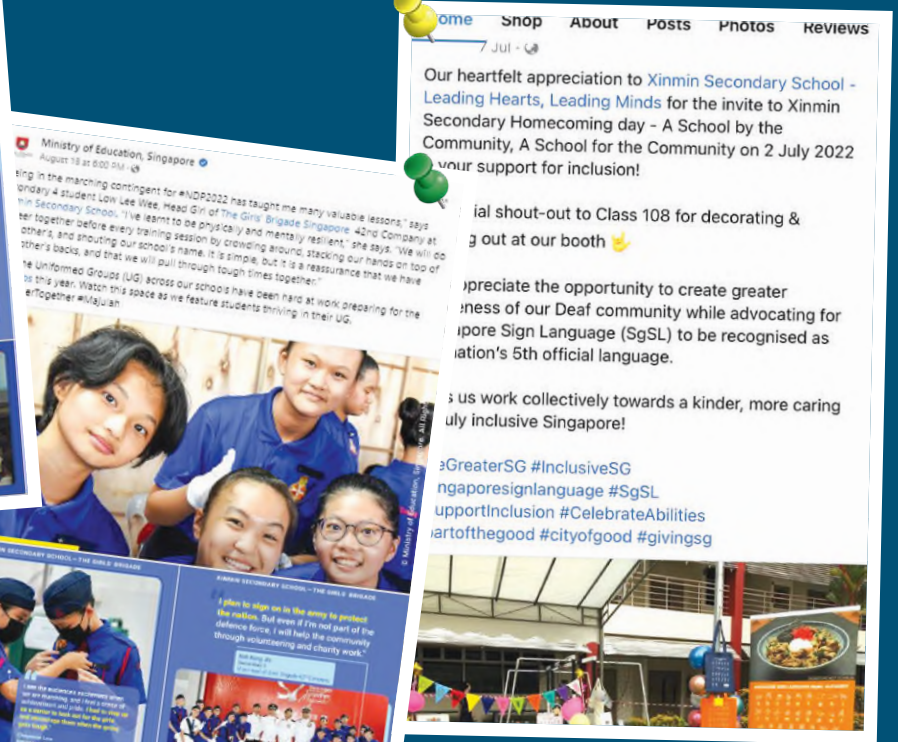 Ministry of Education, Singapore
August 18 at 6:00 PM
ing in the marching contingent for #NDP2022 has taught me many valuable lessons," says
ondary 4 student Low Lee Wee, Head Girl of The Girls' Brigade Singapore 42nd Company at
min Secondary School. "I've learnt to be physically and mentally resilient," she says. "We will do
eer together before every training session by crowding around, stacking our hands on top of
other's, and shouting our school's name. It is simple, but it is a reassurance that we have
other's backs, and that we will pull through tough times together."
e Uniformed Groups (UG) across our schools have been hard at work preparing for the
s this year. Watch this space as we feature students thriving in their UG.
erTogether #Majulah
© Ministry of Education, Singapore. All Righ
N SECONDARY SCHOOL – THE GIRLS' BRIGADE
XINMIN SECONDARY SCHOOL – THE GIRLS' BRIGADE
I plan to sign on in the army to protect
the nation. But even if I'm not part of the
defence force, I will help the community
through volunteering and charity work."
ome Shop About Posts Photos Reviews
7 Jul
Our heartfelt appreciation to Xinmin Secondary School -
Leading Hearts, Leading Minds for the invite to Xinmin
Secondary Homecoming day - A School by the
Community, A School for the Community on 2 July 2022
your support for inclusion!
ial shout-out to Class 108 for decorating &
g out at our booth 🤟
ppreciate the opportunity to create greater
eness of our Deaf community while advocating for
apore Sign Language (SgSL) to be recognised as
ation's 5th official language.
s us work collectively towards a kinder, more caring
uly inclusive Singapore!
eGreaterSG #InclusiveSG
ngaporesignlanguage #SgSL
upportInclusion #CelebrateAbilities
partofthegood #cityofgood #givingsg